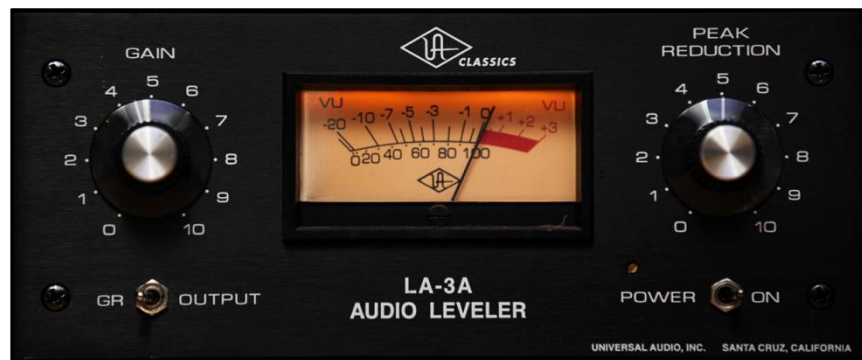 GAIN
0 1 2 3 4 5 6 7 8 9 10
GR OUTPUT
UA CLASSICS
VU VU
-20 -10 -7 -5 -3 -1 0 +1 +2 +3
0 20 40 60 80 100
UA
LA-3A
AUDIO LEVELER
PEAK
REDUCTION
0 1 2 3 4 5 6 7 8 9 10
POWER ON
UNIVERSAL AUDIO, INC. SANTA CRUZ, CALIFORNIA